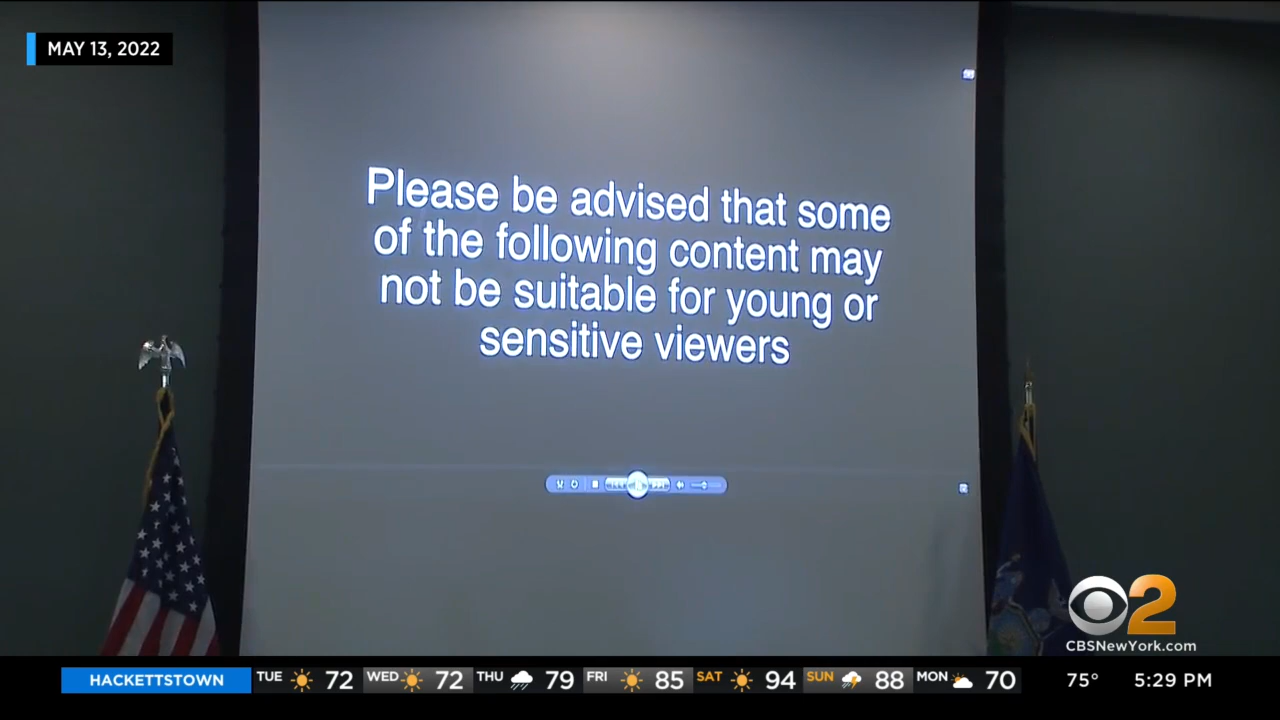 MAY 13, 2022
Please be advised that some
of the following content may
not be suitable for young or
sensitive viewers
2
CBSNewYork.com
HACKETTSTOWN TUE 72 WED 72 THU 79 FRI 85 SAT 94 SUN 88 MON 70 75° 5:29 PM